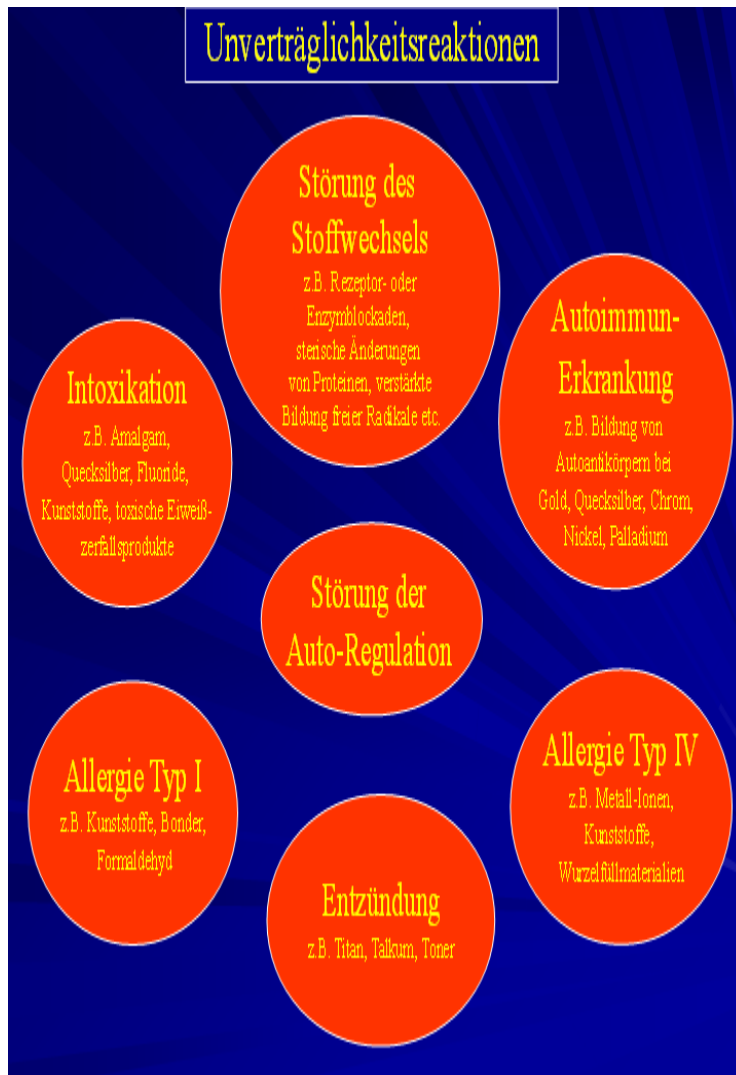 Unverträglichkeitsreaktionen
Störung des
Stoffwechsels
z.B. Rezeptor- oder
Enzymblockaden,
sterische Änderungen
von Proteinen, verstärkte
Bildung freier Radikale etc.
Autoimmun-
Erkrankung
z.B. Bildung von
Autoantikörpern bei
Gold, Quecksilber, Chrom,
Nickel, Palladium
Intoxikation
z.B. Amalgam,
Quecksilber, Fluoride,
Kunststoffe, toxische Eiweiß-
zerfallsprodukte
Störung der
Auto-Regulation
Allergie Typ I
z.B. Kunststoffe, Bonder,
Formaldehyd
Allergie Typ IV
z.B. Metall-Ionen,
Kunststoffe,
Wurzelfüllmaterialien
Entzündung
z.B. Titan, Talkum, Toner